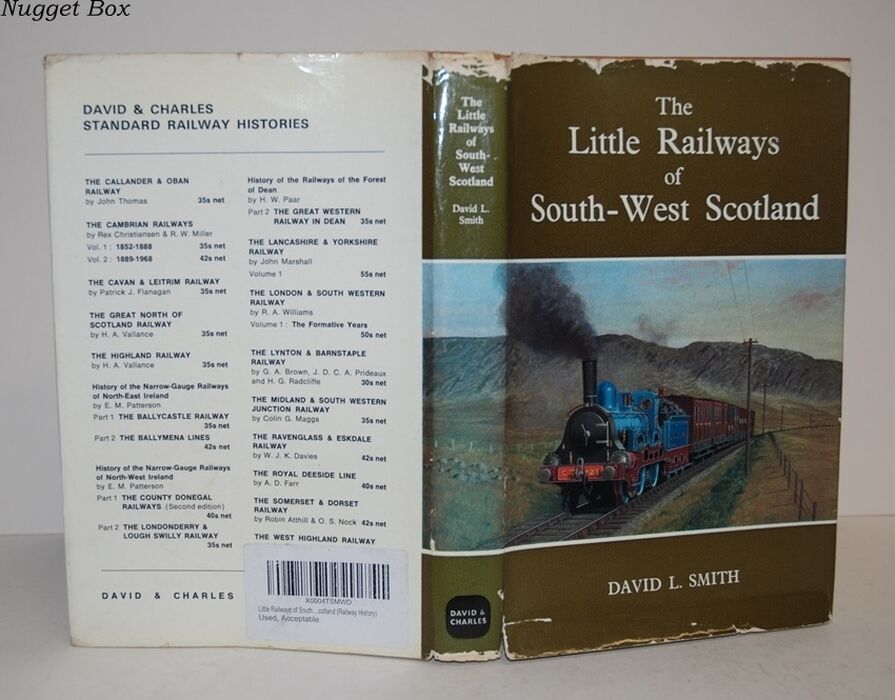 Nugget Box
DAVID & CHARLES
STANDARD RAILWAY HISTORIES
THE CALLANDER & OBAN
RAILWAY
by John Thomas 35s net
THE CAMBRIAN RAILWAYS
by Rex Christiansen & R. W. Miller
Vol. 1: 1852-1888 35s net
Vol. 2: 1889-1968 42s net
THE CAVAN & LEITRIM RAILWAY
by Patrick J. Flanagan 35s net
THE GREAT NORTH OF
SCOTLAND RAILWAY
by H. A. Vallance 35s net
THE HIGHLAND RAILWAY
by H. A. Vallance 35s net
History of the Narrow-Gauge Railways
of North-East Ireland
by E. M. Patterson
Part 1 THE BALLYCASTLE RAILWAY
35s net
Part 2 THE BALLYMENA LINES
42s net
History of the Narrow-Gauge Railways
of North-West Ireland
by E. M. Patterson
Part 1 THE COUNTY DONEGAL
RAILWAYS (Second edition)
40s net
Part 2 THE LONDONDERRY &
LOUGH SWILLY RAILWAY
35s net
History of the Railways of the Forest
of Dean
by H. W. Paar
Part 2 THE GREAT WESTERN
RAILWAY IN DEAN 35s net
THE LANCASHIRE & YORKSHIRE
RAILWAY
by John Marshall
Volume 1 55s net
THE LONDON & SOUTH WESTERN
RAILWAY
by R. A. Williams
Volume 1: The Formative Years
50s net
THE LYNTON & BARNSTAPLE
RAILWAY
by G. A. Brown, J. D. C. A. Prideaux
and H. G. Radcliffe 30s net
THE MIDLAND & SOUTH WESTERN
JUNCTION RAILWAY
by Colin G. Maggs 35s net
THE RAVENGLASS & ESKDALE
RAILWAY
by W. J. K. Davies 42s net
THE ROYAL DEESIDE LINE
by A. D. Farr 40s net
THE SOMERSET & DORSET
RAILWAY
by Robin Atthill & O. S. Nock 42s net
THE WEST HIGHLAND RAILWAY
DAVID & CHARLES
X0004TSMWD
Little Railways of South ...cotland (Railway History)
Used, Acceptable
The
Little
Railways
of
South-
West
Scotland
David L.
Smith
DAVID &
CHARLES
The
Little Railways
of
South-West Scotland
DAVID L. SMITH